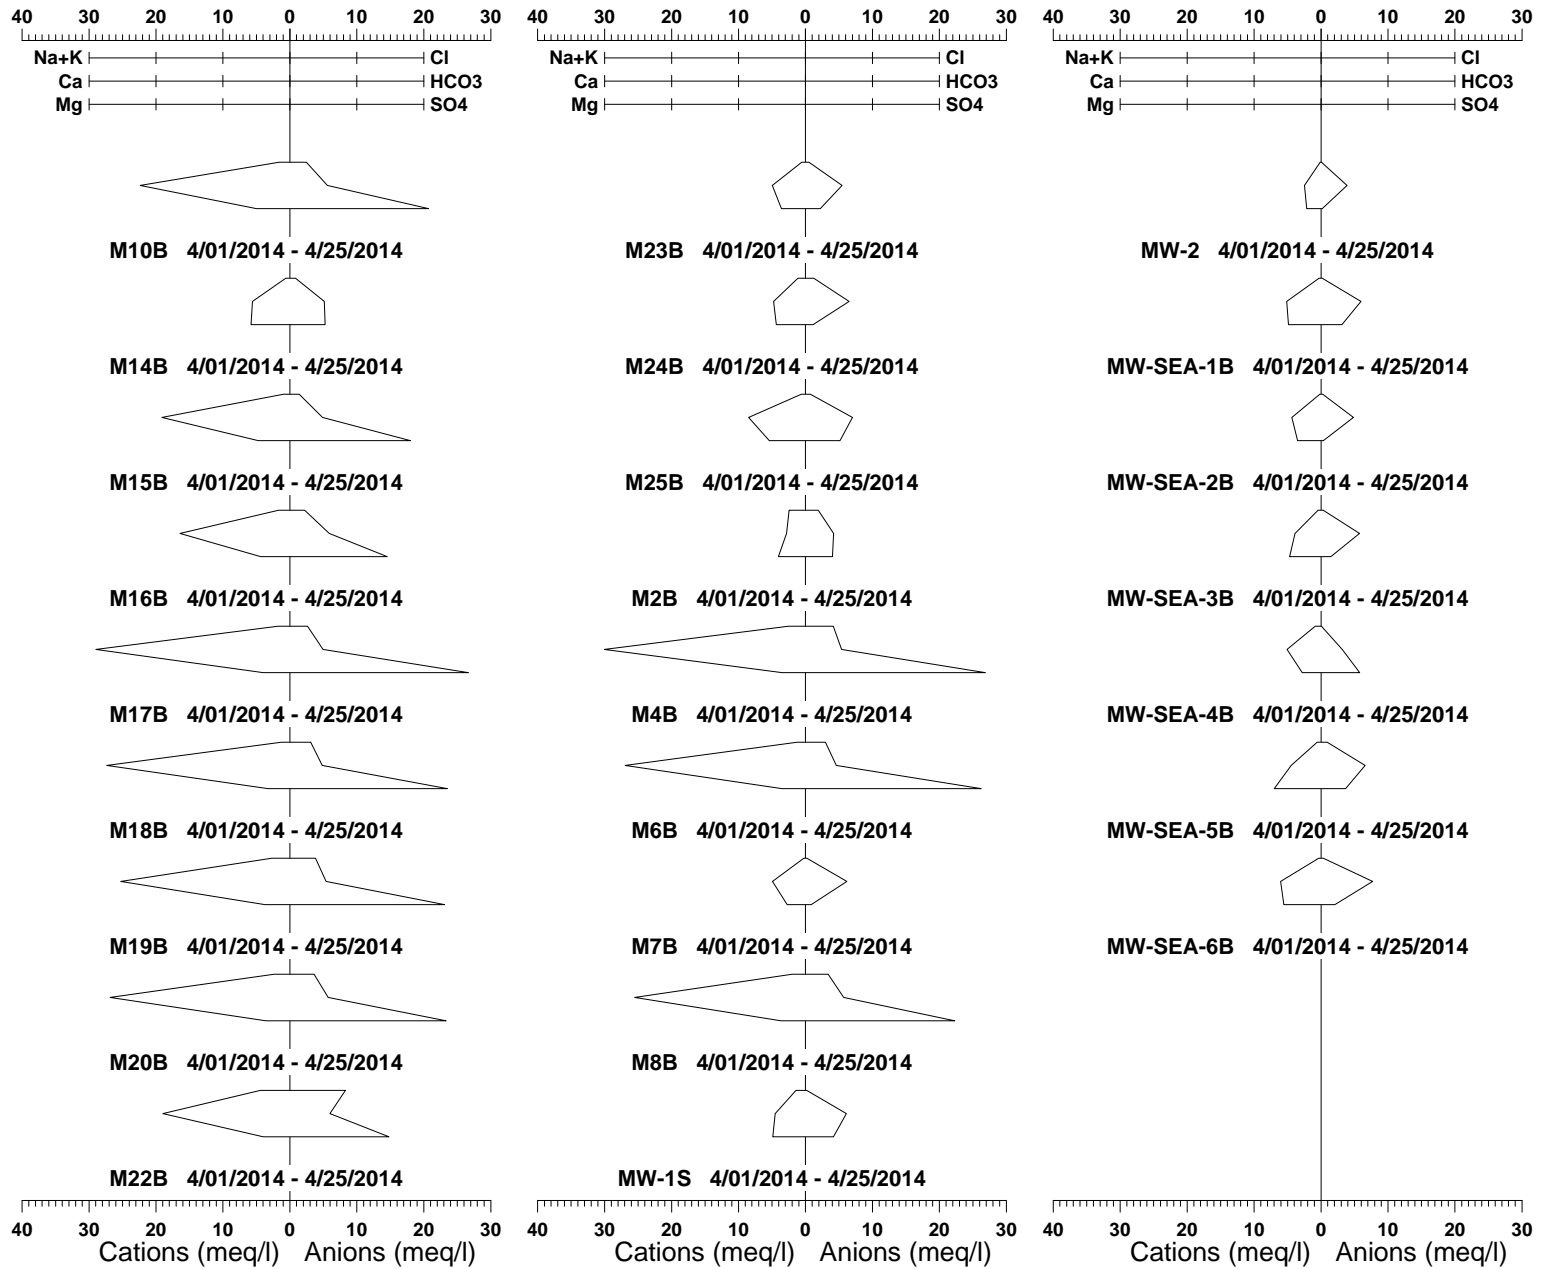 40 30 20 10 0 10 20 30
Na+K Cl
Ca HCO3
Mg SO4
M10B 4/01/2014 - 4/25/2014
M14B 4/01/2014 - 4/25/2014
M15B 4/01/2014 - 4/25/2014
M16B 4/01/2014 - 4/25/2014
M17B 4/01/2014 - 4/25/2014
M18B 4/01/2014 - 4/25/2014
M19B 4/01/2014 - 4/25/2014
M20B 4/01/2014 - 4/25/2014
M22B 4/01/2014 - 4/25/2014
40 30 20 10 0 10 20 30
Cations (meq/l) Anions (meq/l)
40 30 20 10 0 10 20 30
Na+K Cl
Ca HCO3
Mg SO4
M23B 4/01/2014 - 4/25/2014
M24B 4/01/2014 - 4/25/2014
M25B 4/01/2014 - 4/25/2014
M2B 4/01/2014 - 4/25/2014
M4B 4/01/2014 - 4/25/2014
M6B 4/01/2014 - 4/25/2014
M7B 4/01/2014 - 4/25/2014
M8B 4/01/2014 - 4/25/2014
MW-1S 4/01/2014 - 4/25/2014
40 30 20 10 0 10 20 30
Cations (meq/l) Anions (meq/l)
40 30 20 10 0 10 20 30
Na+K Cl
Ca HCO3
Mg SO4
MW-2 4/01/2014 - 4/25/2014
MW-SEA-1B 4/01/2014 - 4/25/2014
MW-SEA-2B 4/01/2014 - 4/25/2014
MW-SEA-3B 4/01/2014 - 4/25/2014
MW-SEA-4B 4/01/2014 - 4/25/2014
MW-SEA-5B 4/01/2014 - 4/25/2014
MW-SEA-6B 4/01/2014 - 4/25/2014
40 30 20 10 0 10 20 30
Cations (meq/l) Anions (meq/l)